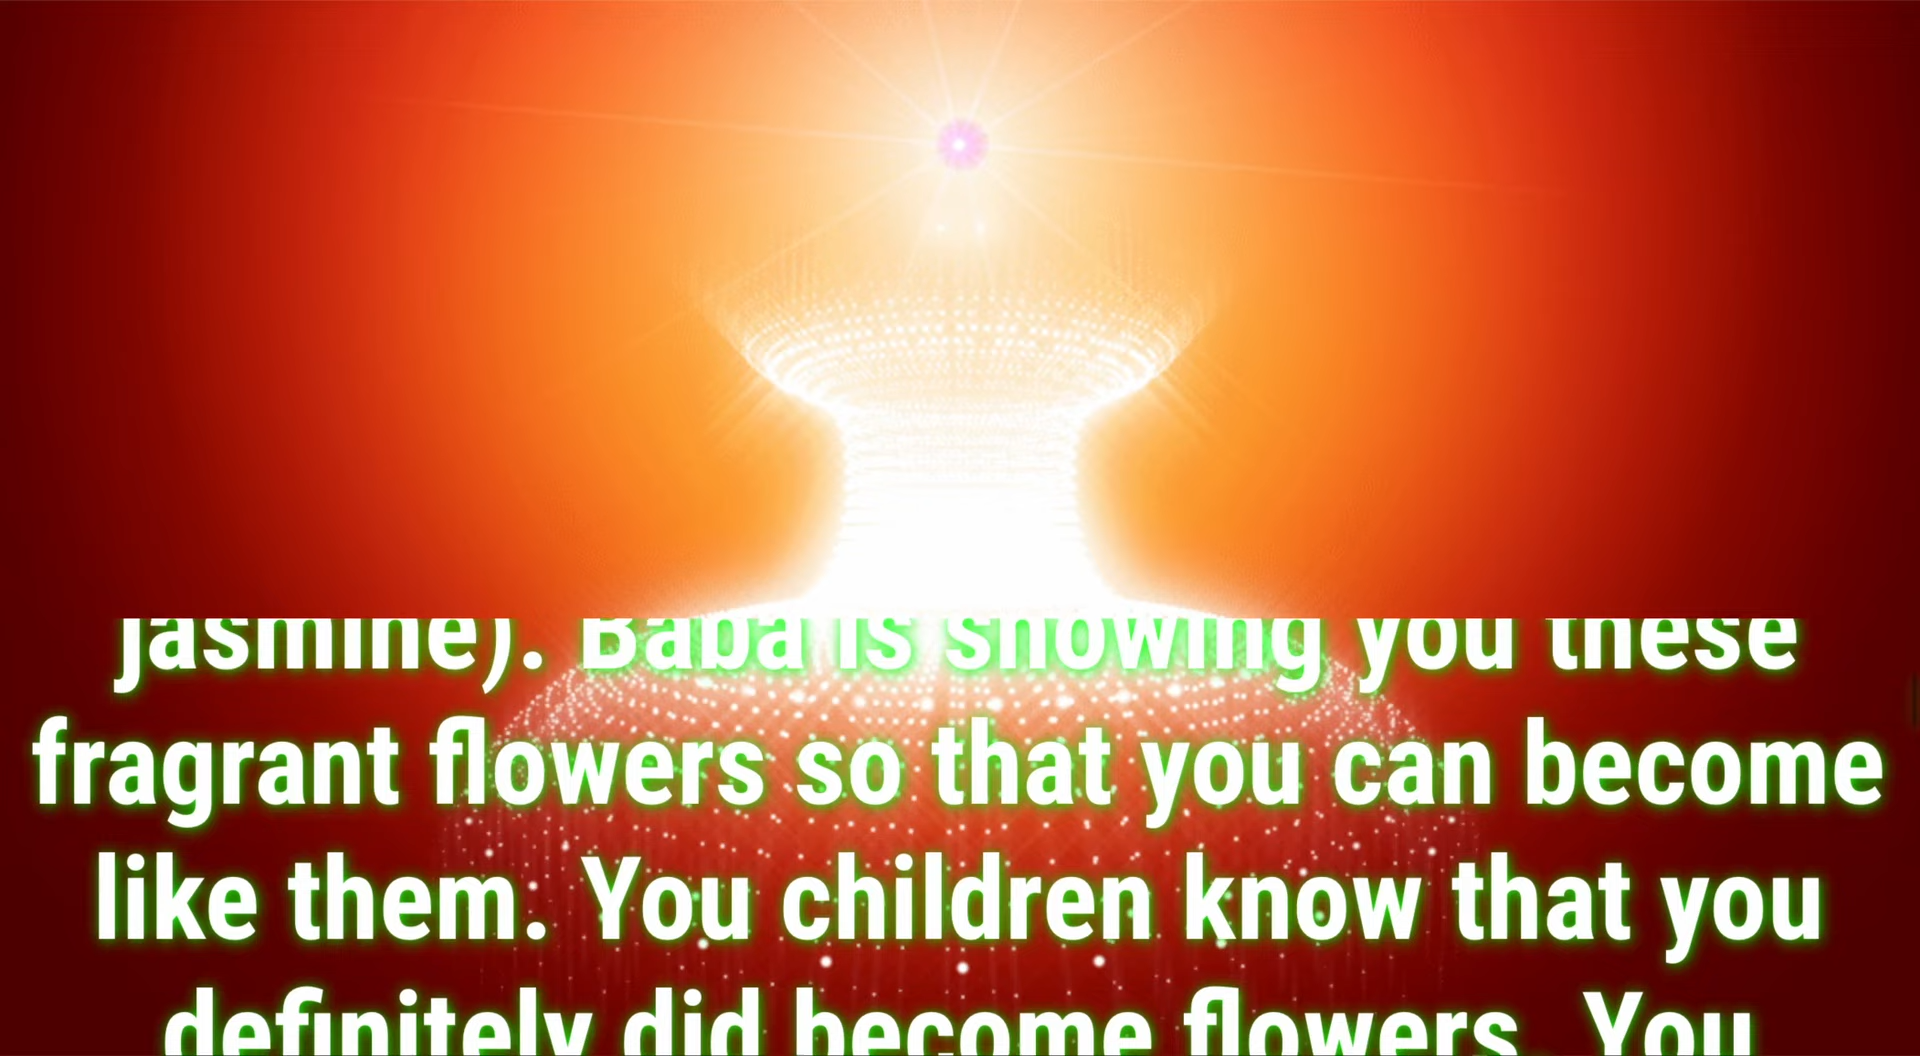 jasmine). Baba is showing you these
fragrant flowers so that you can become
like them. You children know that you
definitely did become flowers. You